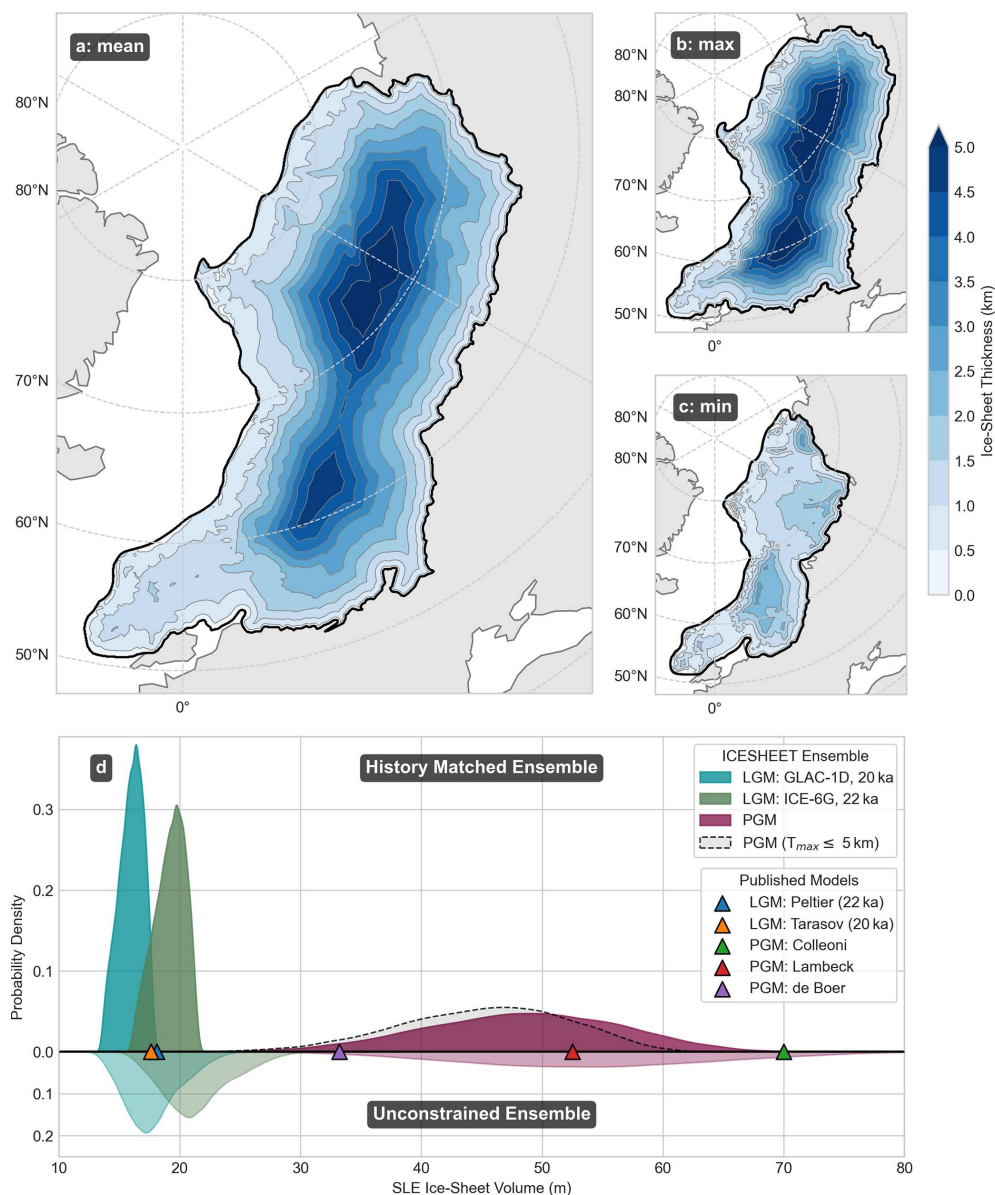 a: mean
80°N
80°N
70°N
60°N
50°N
0°
b: max
80°N
80°N
70°N
60°N
50°N
0°
c: min
80°N
80°N
70°N
60°N
50°N
0°
5.0
4.5
4.0
3.5
3.0
2.5
2.0
1.5
1.0
0.5
0.0
Ice-Sheet Thickness (km)
d
History Matched Ensemble
ICESHEET Ensemble
LGM: GLAC-1D, 20 ka
LGM: ICE-6G, 22 ka
PGM
PGM (Tmax ≤ 5 km)
Published Models
LGM: Peltier (22 ka)
LGM: Tarasov (20 ka)
PGM: Colleoni
PGM: Lambeck
PGM: de Boer
Unconstrained Ensemble
Probability Density
0.3
0.2
0.1
0.0
0.1
0.2
10 20 30 40 50 60 70 80
SLE Ice-Sheet Volume (m)